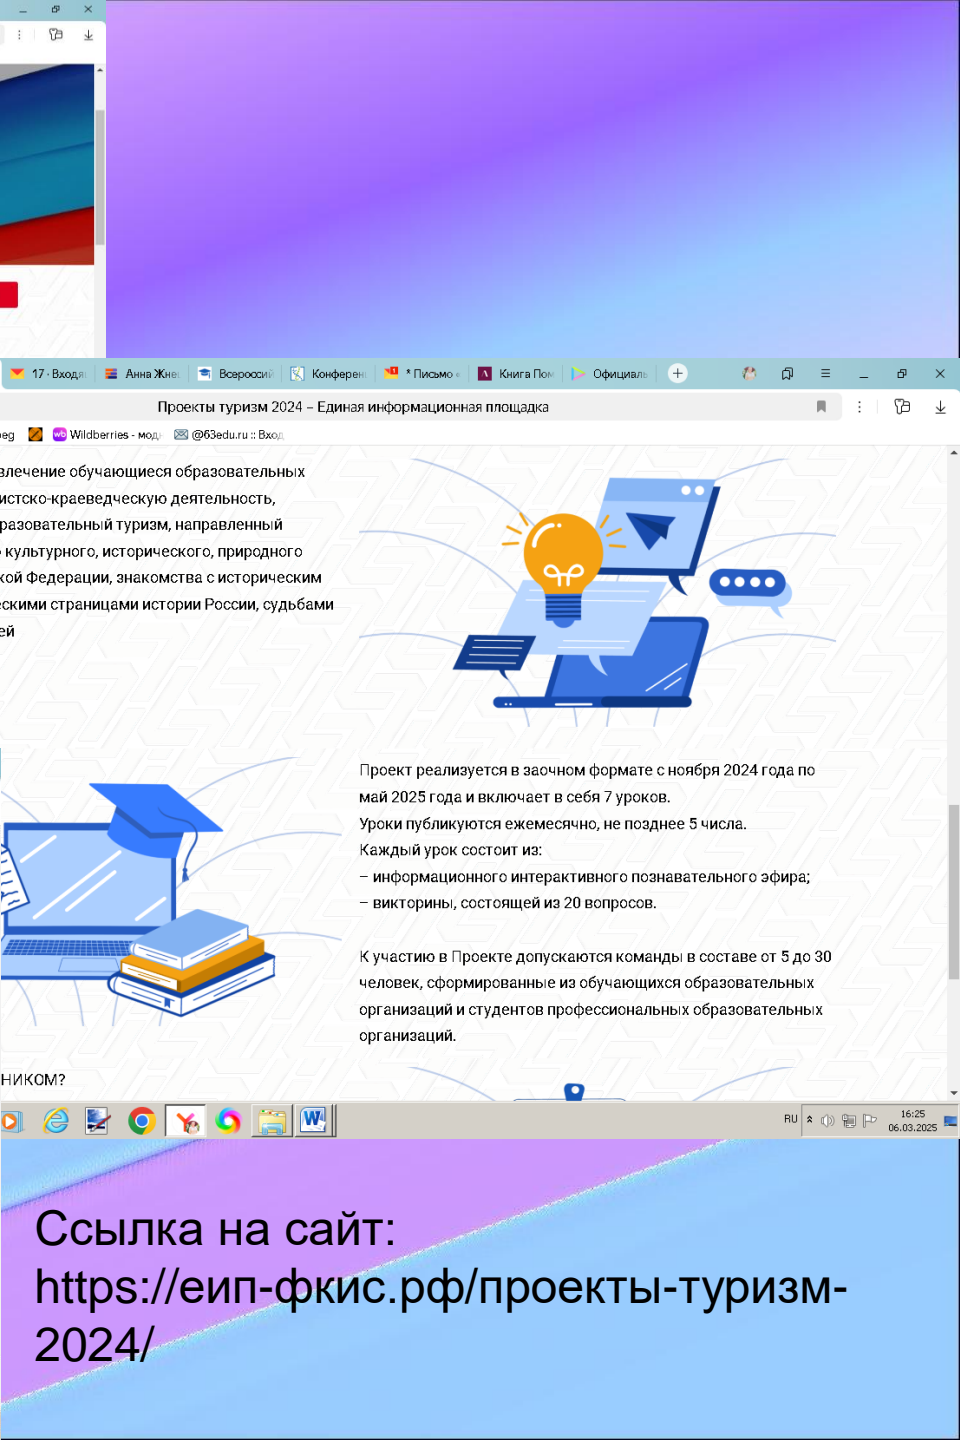 17 · Входя
Анна Жне
Всероссий
Конферен
* Письмо «
Книга Пом
Официаль
Проекты туризм 2024 – Единая информационная площадка
peg
wb Wildberries - мод
@63edu.ru :: Вход
влечение обучающиеся образовательных
истско-краеведческую деятельность,
разовательный туризм, направленный
культурного, исторического, природного
кой Федерации, знакомства с историческим
ескими страницами истории России, судьбами
ей
Проект реализуется в заочном формате с ноября 2024 года по
май 2025 года и включает в себя 7 уроков.
Уроки публикуются ежемесячно, не позднее 5 числа.
Каждый урок состоит из:
– информационного интерактивного познавательного эфира;
– викторины, состоящей из 20 вопросов.
К участию в Проекте допускаются команды в составе от 5 до 30
человек, сформированные из обучающихся образовательных
организаций и студентов профессиональных образовательных
организаций.
НИКОМ?
RU
16:25
06.03.2025
Ссылка на сайт:
https://еип-фкис.рф/проекты-туризм-
2024/